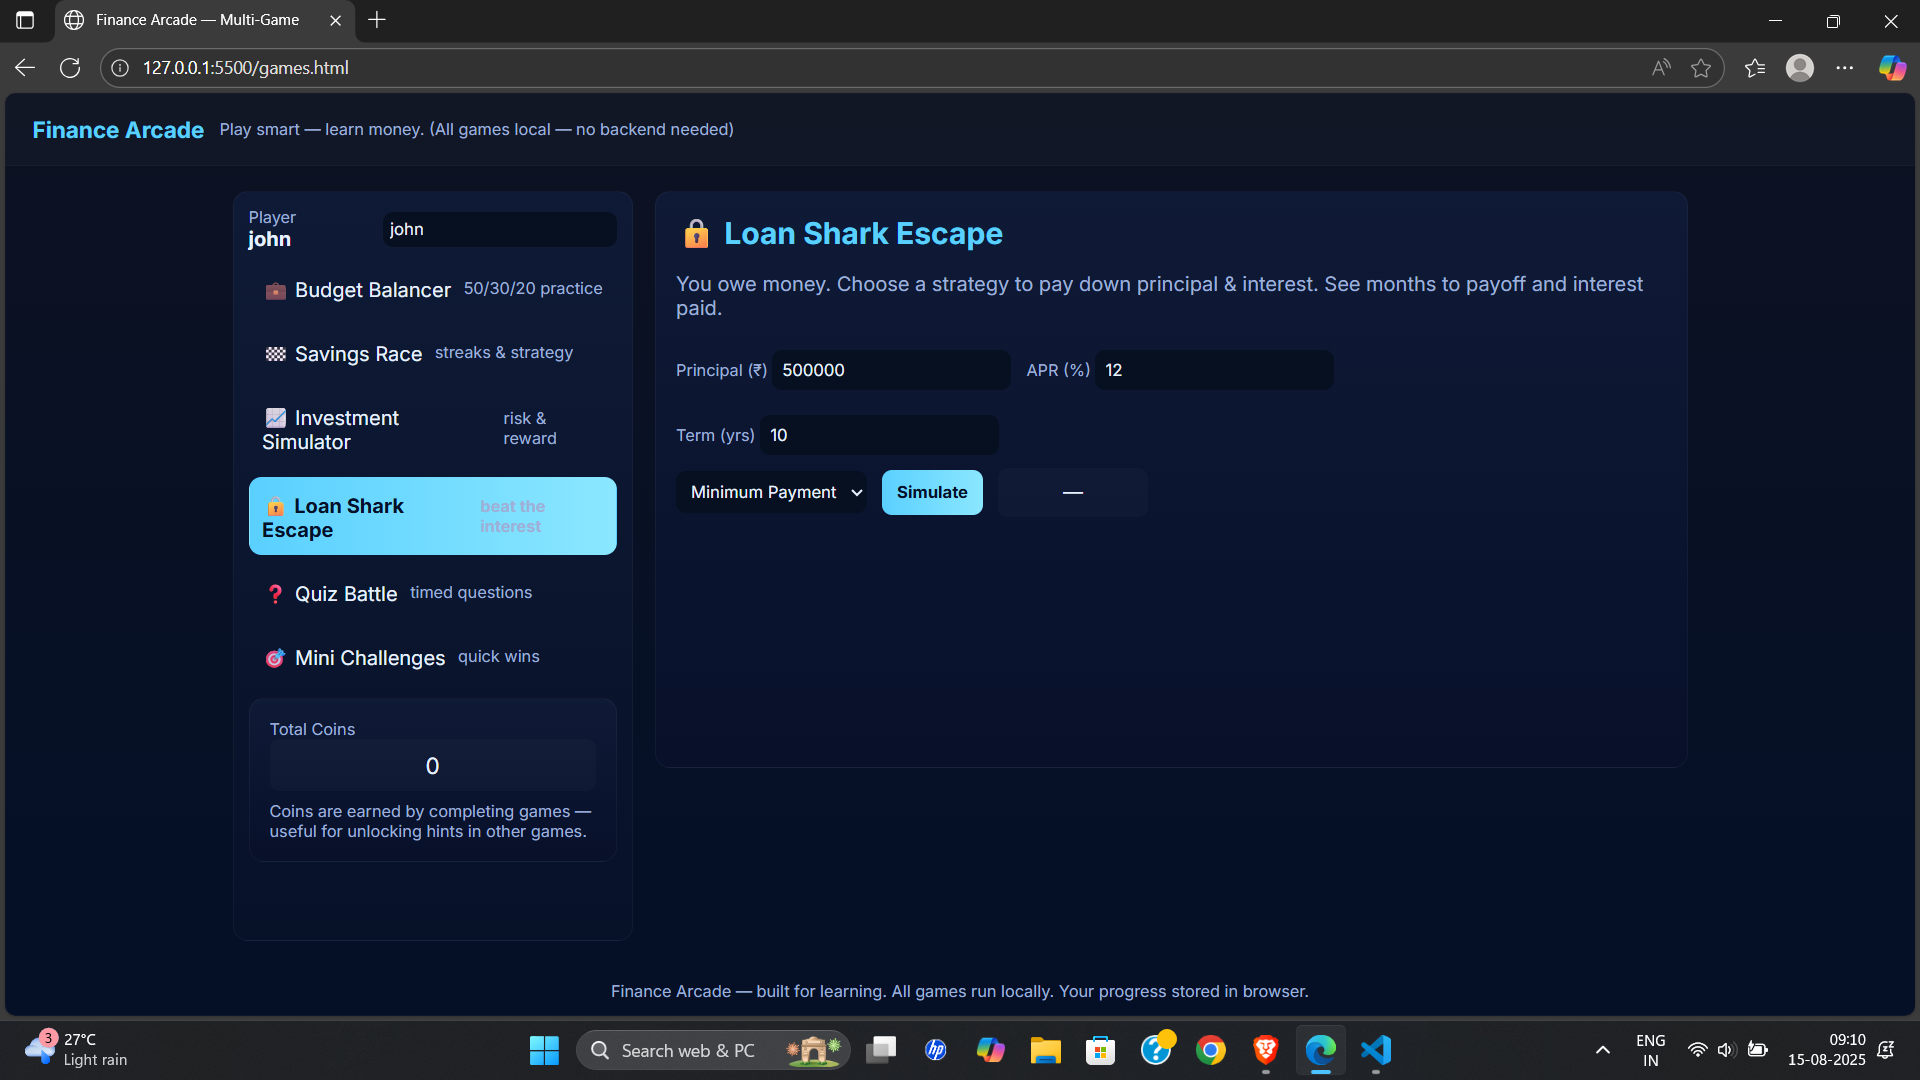 Finance Arcade — Multi-Game
127.0.0.1:5500/games.html
Finance Arcade Play smart — learn money. (All games local — no backend needed)
Player
john
john
Budget Balancer 50/30/20 practice
Savings Race streaks & strategy
Investment
Simulator
risk &
reward
Loan Shark
Escape
beat the
interest
Quiz Battle timed questions
Mini Challenges quick wins
Total Coins
0
Coins are earned by completing games —
useful for unlocking hints in other games.
Loan Shark Escape
You owe money. Choose a strategy to pay down principal & interest. See months to payoff and interest
paid.
Principal (₹) 500000 APR (%) 12
Term (yrs) 10
Minimum Payment Simulate —
Finance Arcade — built for learning. All games run locally. Your progress stored in browser.
3
27°C
Light rain
Search web & PC
hp
ENG
IN
09:10
15-08-2025